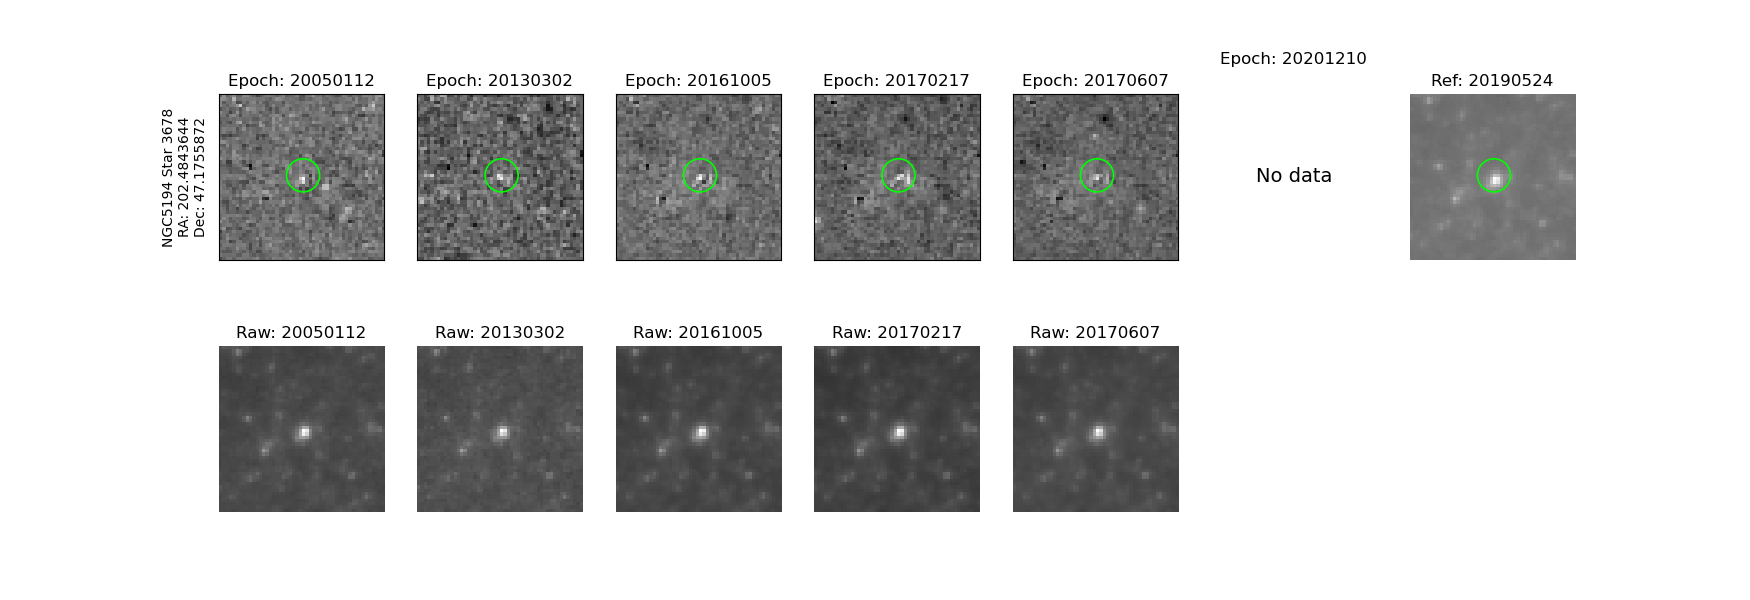 Epoch: 20050112
Epoch: 20130302
Epoch: 20161005
Epoch: 20170217
Epoch: 20170607
Epoch: 20201210
Ref: 20190524
NGC5194 Star 3678
RA: 202.4843644
Dec: 47.1755872
No data
Raw: 20050112
Raw: 20130302
Raw: 20161005
Raw: 20170217
Raw: 20170607